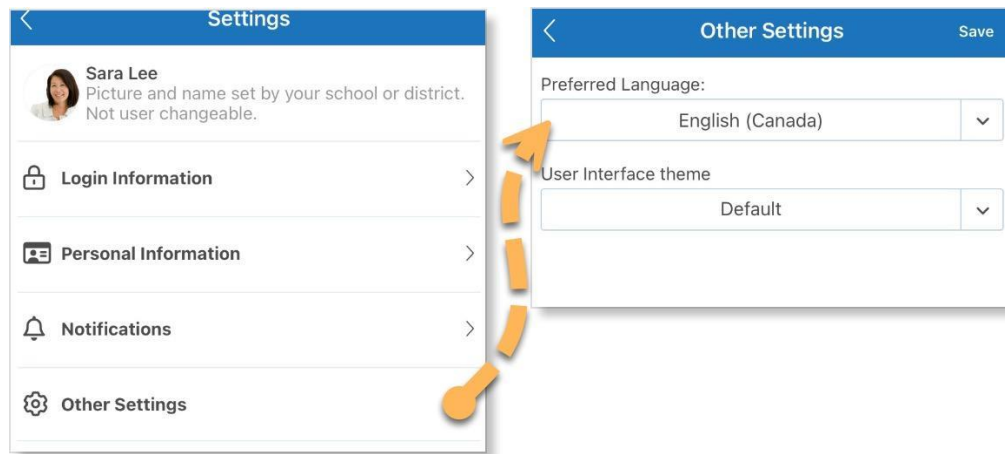 Settings
Sara Lee
Picture and name set by your school or district.
Not user changeable.
Login Information
Personal Information
Notifications
Other Settings
Other Settings
Save
Preferred Language:
English (Canada)
User Interface theme
Default